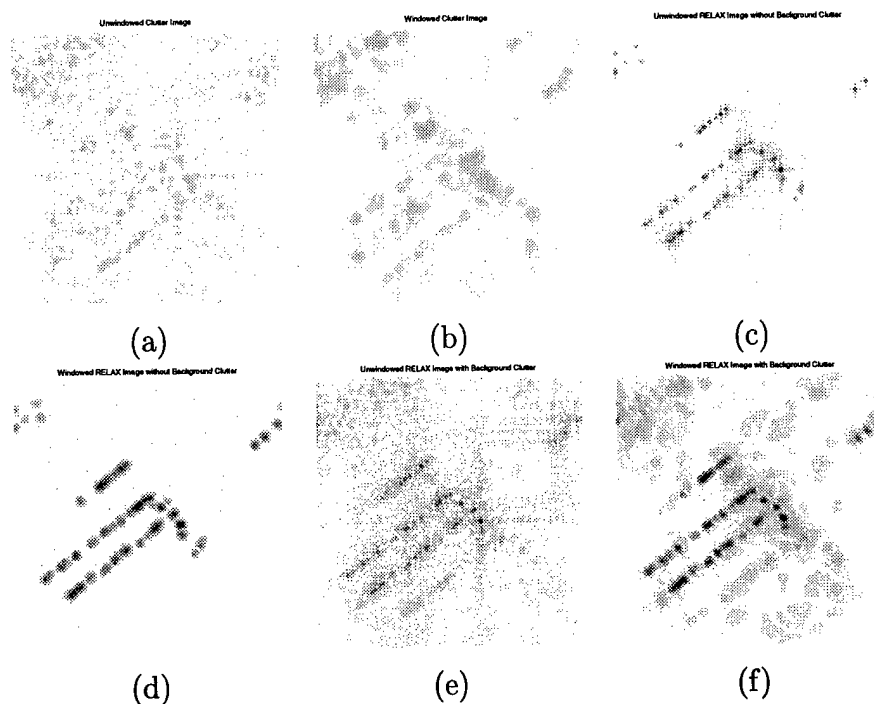 Unwindowed Clutter Image
Windowed Clutter Image
Unwindowed RELAX Image without Background Clutter
(a)
(b)
(c)
Windowed RELAX Image without Background Clutter
Unwindowed RELAX Image with Background Clutter
Windowed RELAX Image with Background Clutter
(d)
(e)
(f)